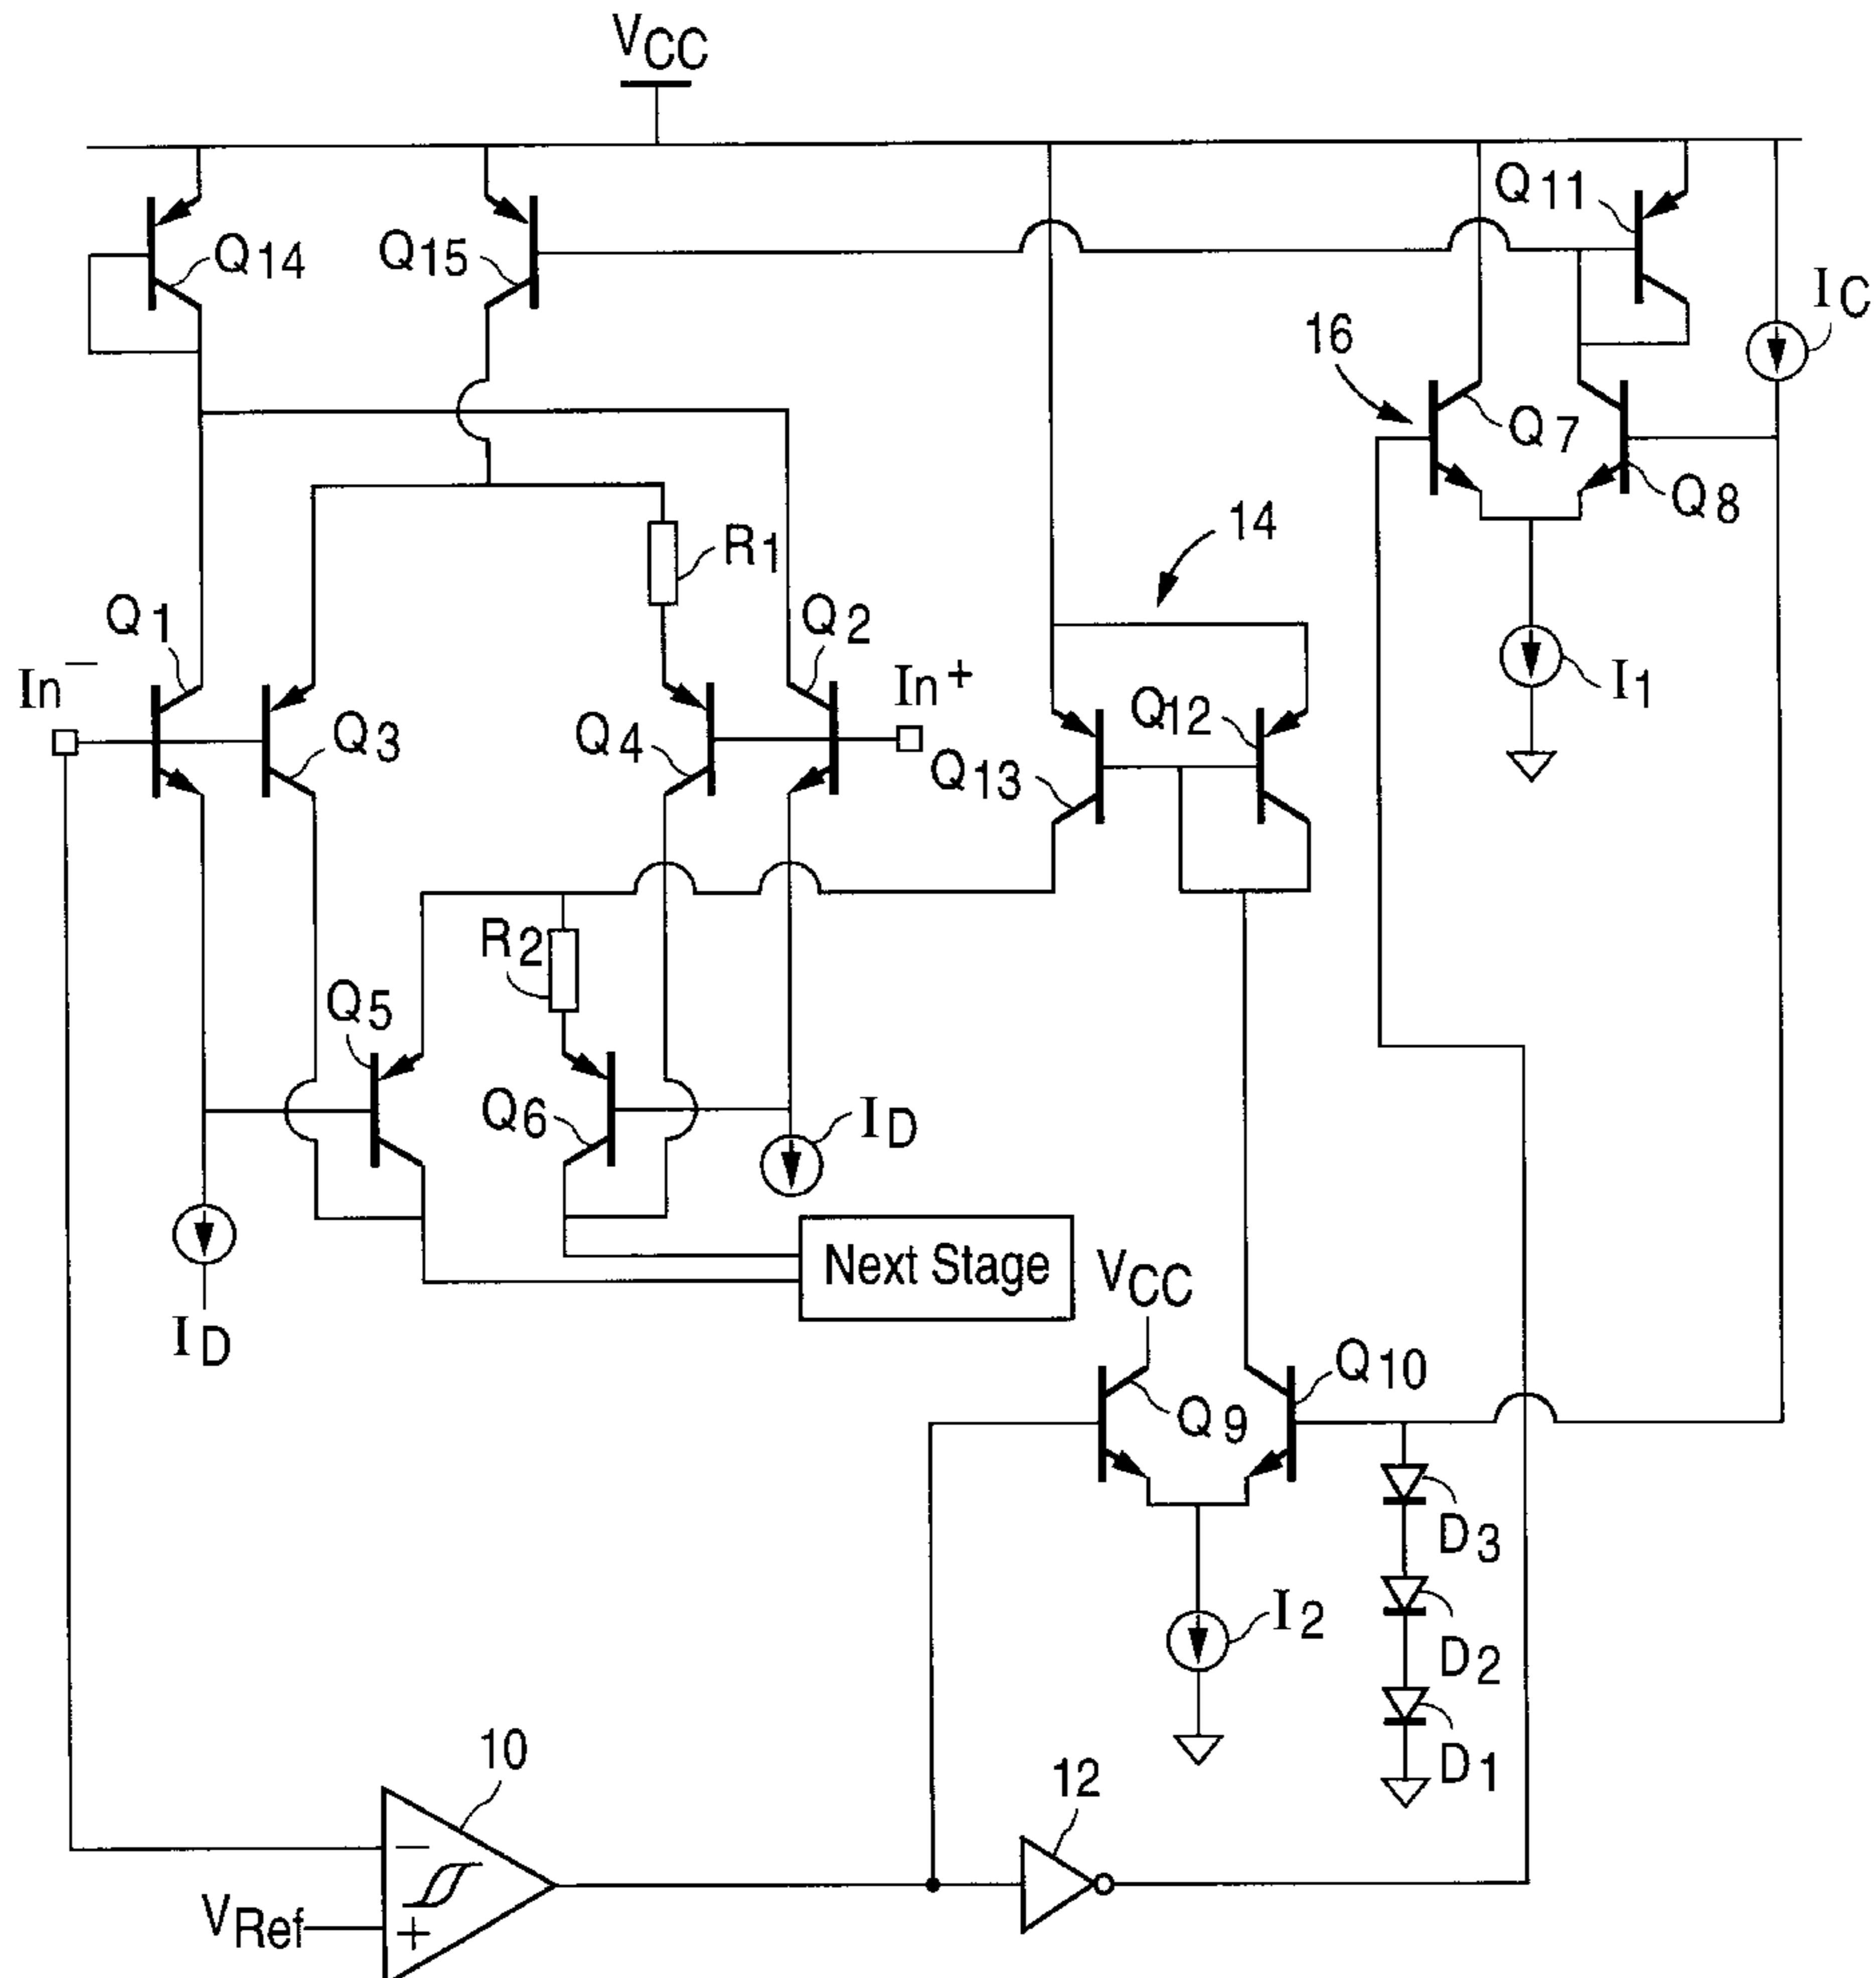 VCC
Q11
Q14
Q15
IC
16
Q7
Q8
R1
14
Q1
Q2
In−
In+
I1
Q3
Q4
Q12
Q13
R2
Q5
Q6
ID
Next Stage
VCC
ID
Q10
Q9
D3
I2
D2
10
12
D1
−
VRef
+